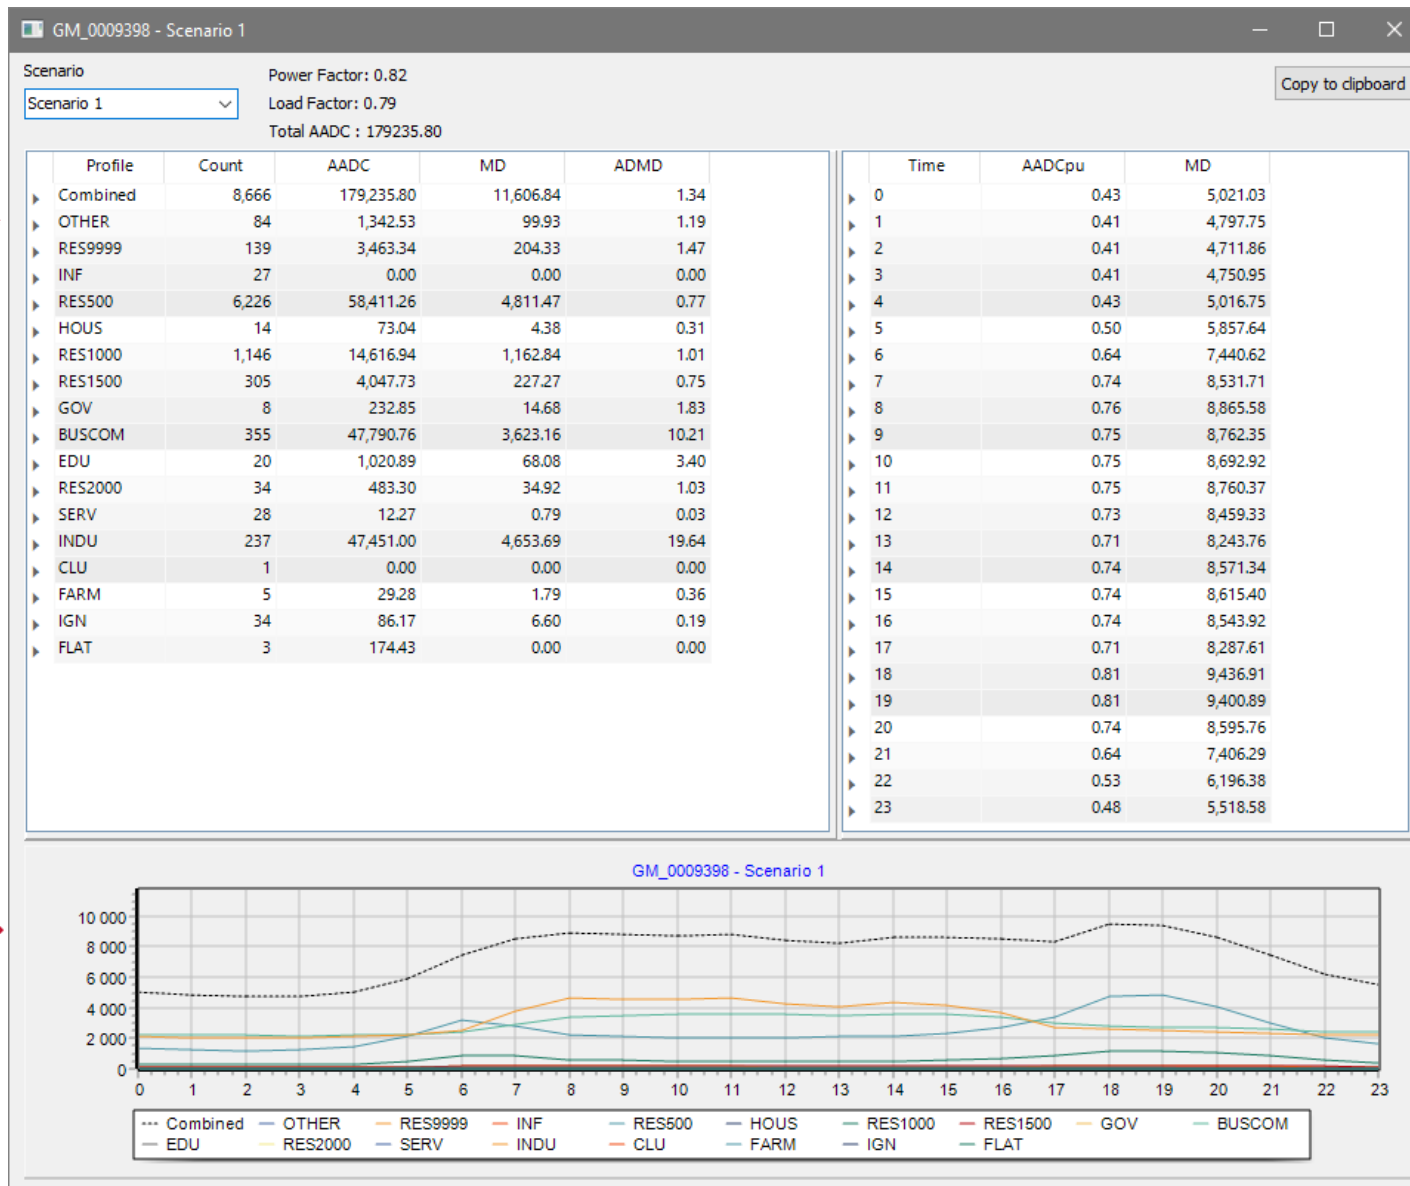 GM_0009398 - Scenario 1
Scenario
Scenario 1
Power Factor: 0.82
Load Factor: 0.79
Total AADC : 179235.80
Copy to clipboard
Profile Count AADC MD ADMD
Combined 8,666 179,235.80 11,606.84 1.34
OTHER 84 1,342.53 99.93 1.19
RES9999 139 3,463.34 204.33 1.47
INF 27 0.00 0.00 0.00
RES500 6,226 58,411.26 4,811.47 0.77
HOUS 14 73.04 4.38 0.31
RES1000 1,146 14,616.94 1,162.84 1.01
RES1500 305 4,047.73 227.27 0.75
GOV 8 232.85 14.68 1.83
BUSCOM 355 47,790.76 3,623.16 10.21
EDU 20 1,020.89 68.08 3.40
RES2000 34 483.30 34.92 1.03
SERV 28 12.27 0.79 0.03
INDU 237 47,451.00 4,653.69 19.64
CLU 1 0.00 0.00 0.00
FARM 5 29.28 1.79 0.36
IGN 34 86.17 6.60 0.19
FLAT 3 174.43 0.00 0.00
Time AADCpu MD
0 0.43 5,021.03
1 0.41 4,797.75
2 0.41 4,711.86
3 0.41 4,750.95
4 0.43 5,016.75
5 0.50 5,857.64
6 0.64 7,440.62
7 0.74 8,531.71
8 0.76 8,865.58
9 0.75 8,762.35
10 0.75 8,692.92
11 0.75 8,760.37
12 0.73 8,459.33
13 0.71 8,243.76
14 0.74 8,571.34
15 0.74 8,615.40
16 0.74 8,543.92
17 0.71 8,287.61
18 0.81 9,436.91
19 0.81 9,400.89
20 0.74 8,595.76
21 0.64 7,406.29
22 0.53 6,196.38
23 0.48 5,518.58
GM_0009398 - Scenario 1
10 000
8 000
6 000
4 000
2 000
0
0 1 2 3 4 5 6 7 8 9 10 11 12 13 14 15 16 17 18 19 20 21 22 23
Combined OTHER RES9999 INF RES500 HOUS RES1000 RES1500 GOV BUSCOM
EDU RES2000 SERV INDU CLU FARM IGN FLAT